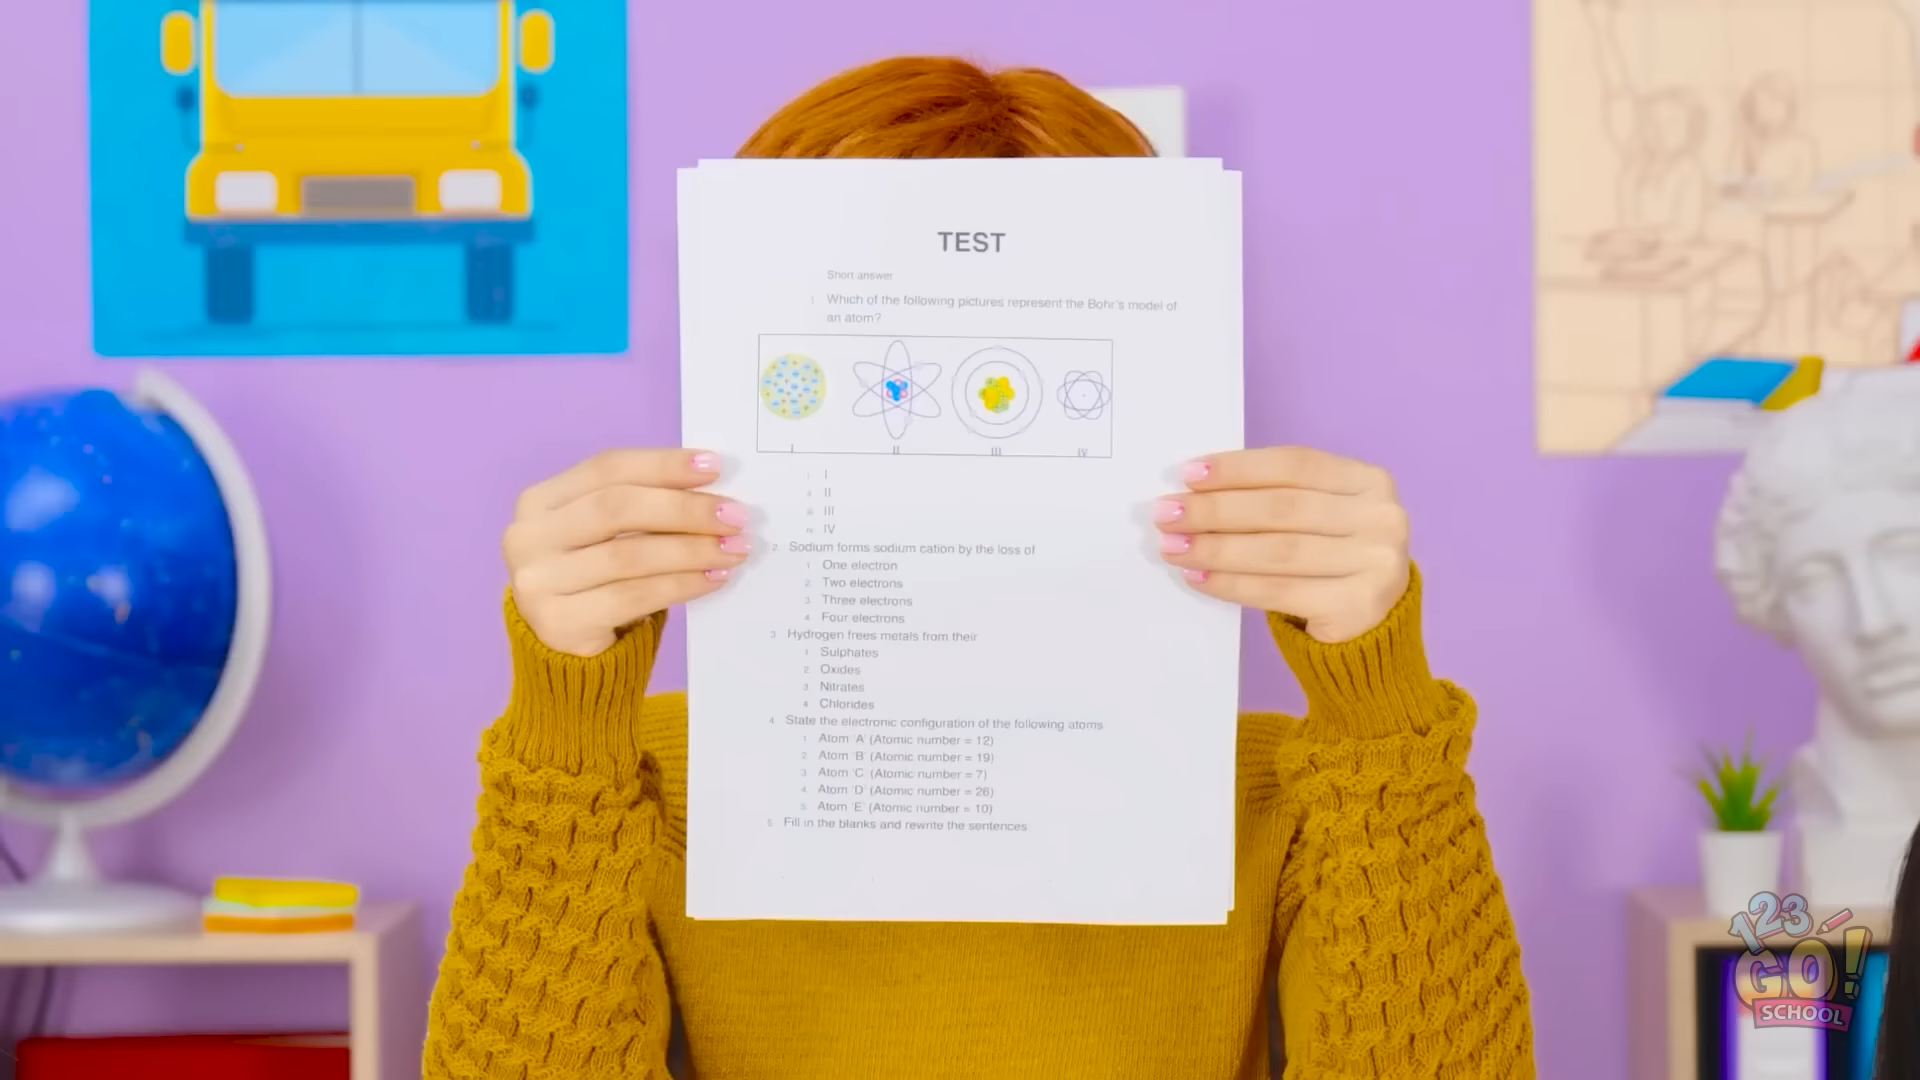 TEST
Short answer
1 Which of the following pictures represent the Bohr's model of
an atom?
I II III IV
i I
ii II
iii III
iv IV
2 Sodium forms sodium cation by the loss of
1 One electron
2 Two electrons
3 Three electrons
4 Four electrons
3 Hydrogen frees metals from their
1 Sulphates
2 Oxides
3 Nitrates
4 Chlorides
4 State the electronic configuration of the following atoms
1 Atom 'A' (Atomic number = 12)
2 Atom 'B' (Atomic number = 19)
3 Atom 'C' (Atomic number = 7)
4 Atom 'D' (Atomic number = 26)
5 Atom 'E' (Atomic number = 10)
5 Fill in the blanks and rewrite the sentences
123
GO!
SCHOOL